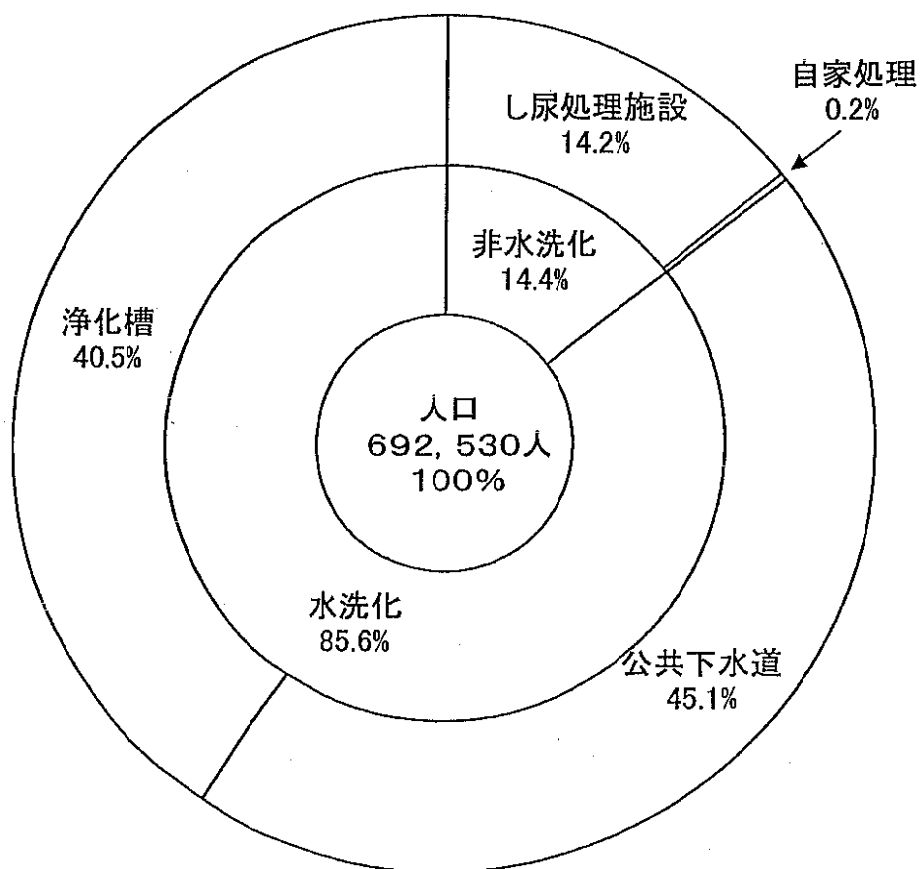 自家処理
0.2%
し尿処理施設
14.2%
非水洗化
14.4%
浄化槽
40.5%
人口
692,530人
100%
水洗化
85.6%
公共下水道
45.1%